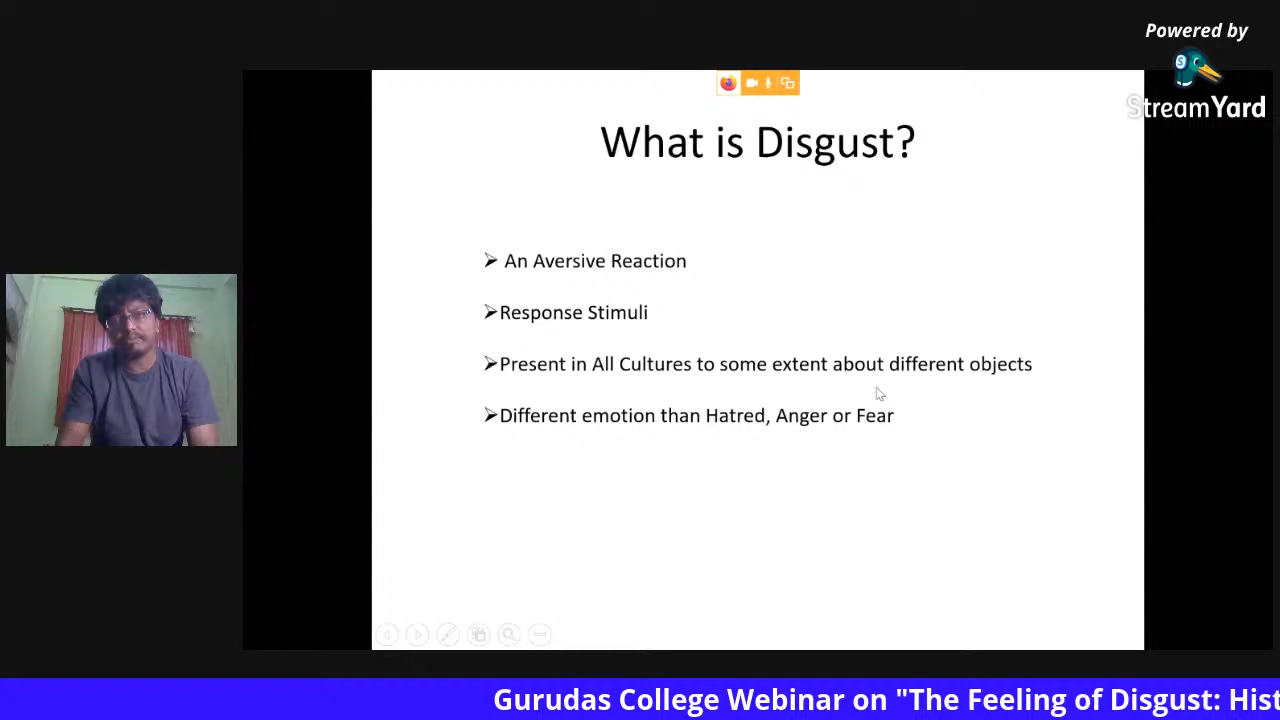 Powered by
StreamYard
What is Disgust?
An Aversive Reaction
Response Stimuli
Present in All Cultures to some extent about different objects
Different emotion than Hatred, Anger or Fear
Gurudas College Webinar on "The Feeling of Disgust: Hist